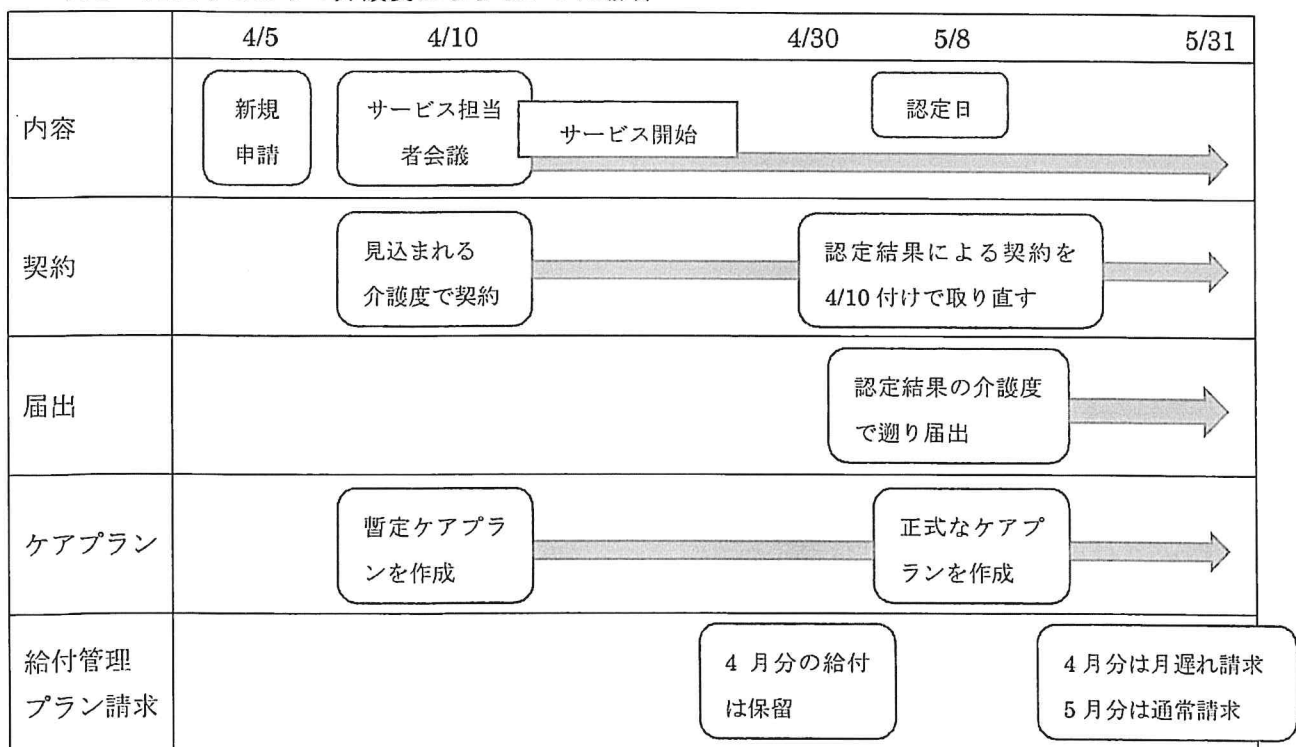 4/5 4/10 4/30 5/8 5/31
内容
新規
申請
サービス担当
者会議
サービス開始
認定日
契約
見込まれる
介護度で契約
認定結果による契約を
4/10 付けで取り直す
届出
認定結果の介護度
で遡り届出
ケアプラン
暫定ケアプラ
ンを作成
正式なケアプ
ランを作成
給付管理
プラン請求
4 月分の給付
は保留
4 月分は月遅れ請求
5 月分は通常請求